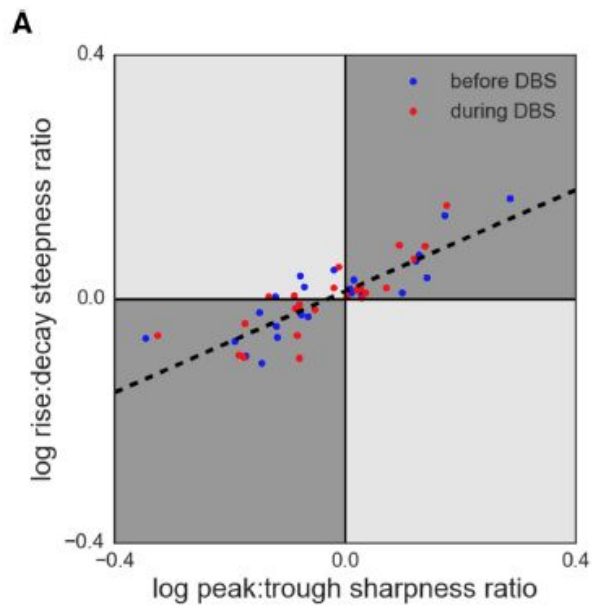 A
0.4
before DBS
during DBS
log rise:decay steepness ratio
0.0
−0.4
−0.4
0.0
0.4
log peak:trough sharpness ratio